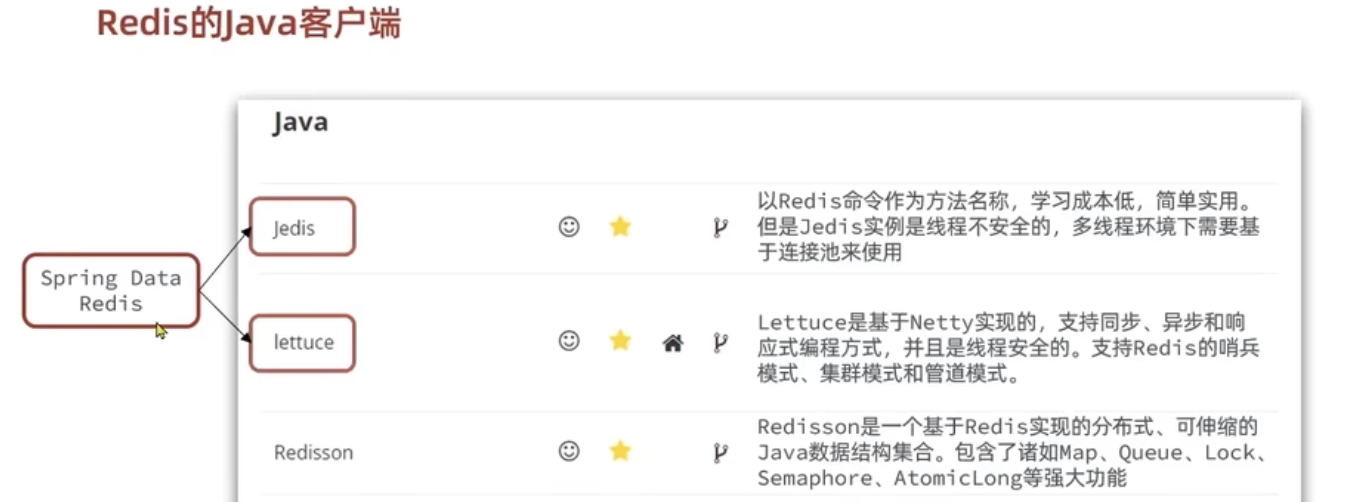 Redis的Java客户端
Java
Jedis
以Redis命令作为方法名称，学习成本低，简单实用。
但是Jedis实例是线程不安全的，多线程环境下需要基
于连接池来使用
Spring Data
Redis
lettuce
Lettuce是基于Netty实现的，支持同步、异步和响
应式编程方式，并且是线程安全的。支持Redis的哨兵
模式、集群模式和管道模式。
Redisson
Redisson是一个基于Redis实现的分布式、可伸缩的
Java数据结构集合。包含了诸如Map、Queue、Lock、
Semaphore、AtomicLong等强大功能